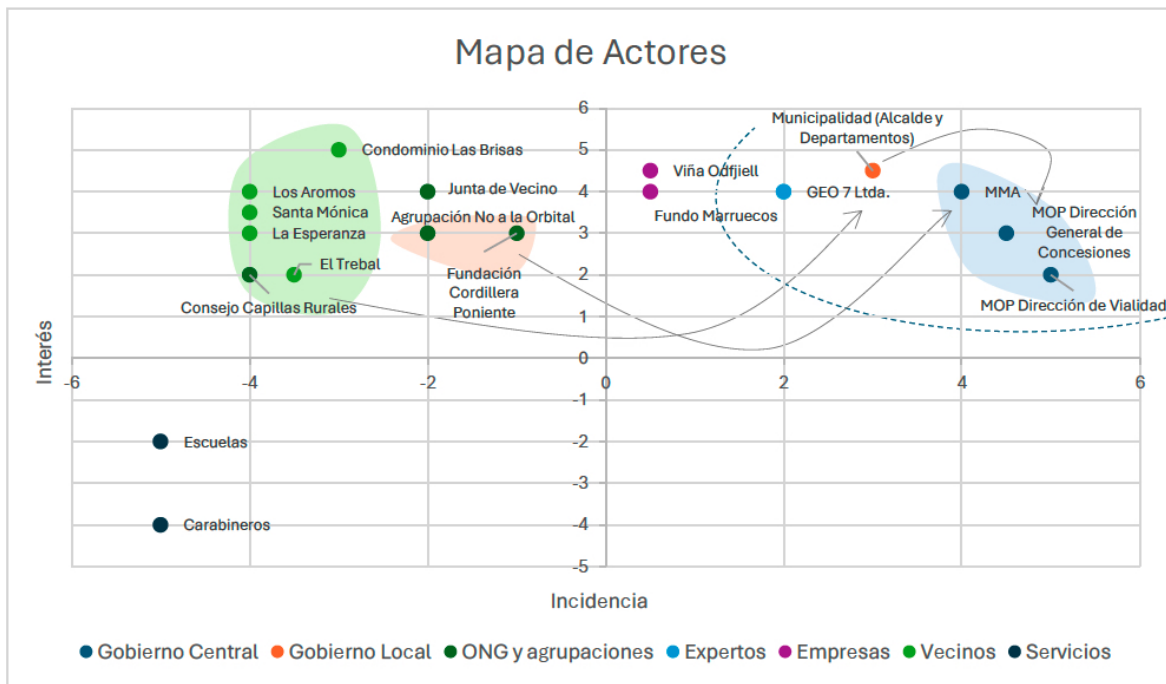 Mapa de Actores
6
5
4
3
2
1
0
-1
-2
-3
-4
-5
-6
-4
-2
0
2
4
6
Interés
Incidencia
Municipalidad (Alcalde y
Departamentos)
Condominio Las Brisas
Viña Odfjiell
Los Aromos
Junta de Vecino
GEO 7 Ltda.
MMA
Santa Mónica
Agrupación No a la Orbital
Fundo Marruecos
MOP Dirección
General de
Concesiones
La Esperanza
El Trebal
Fundación
Cordillera
Poniente
Consejo Capillas Rurales
MOP Dirección de Vialidad
Escuelas
Carabineros
Gobierno Central
Gobierno Local
ONG y agrupaciones
Expertos
Empresas
Vecinos
Servicios